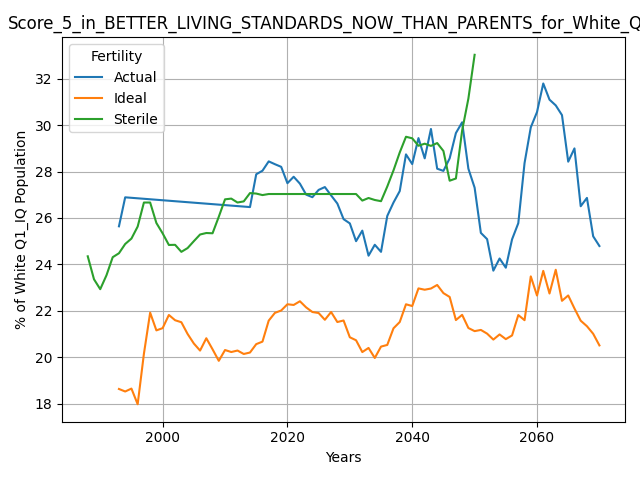 Score_5_in_BETTER_LIVING_STANDARDS_NOW_THAN_PARENTS_for_White_Q
Fertility
Actual
Ideal
Sterile
32
30
28
26
24
22
20
18
% of White Q1_IQ Population
2000
2020
2040
2060
Years